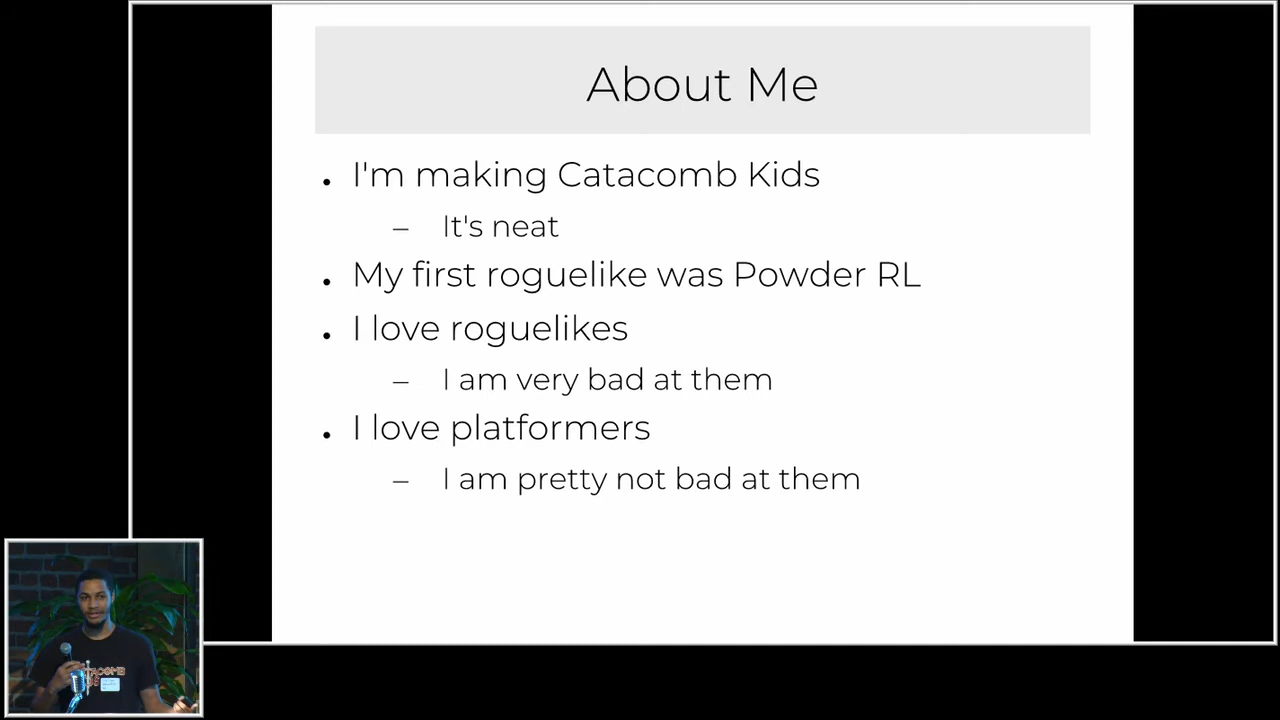 About Me
• I'm making Catacomb Kids
– It's neat
• My first roguelike was Powder RL
• I love roguelikes
– I am very bad at them
• I love platformers
– I am pretty not bad at them